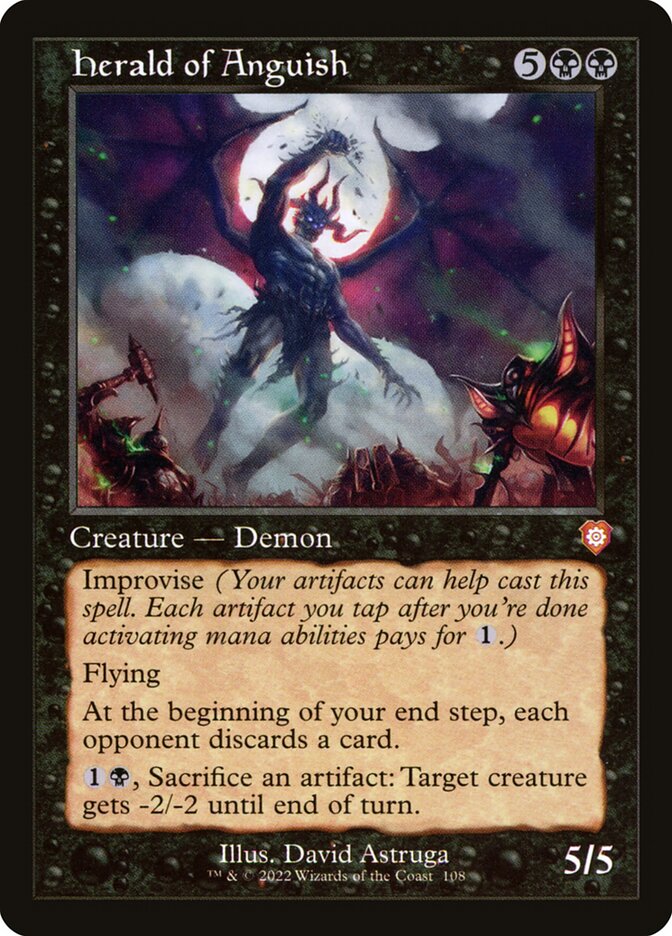 Herald of Anguish 5
Creature — Demon
Improvise (Your artifacts can help cast this
spell. Each artifact you tap after you're done
activating mana abilities pays for 1.)
Flying
At the beginning of your end step, each
opponent discards a card.
1, Sacrifice an artifact: Target creature
gets -2/-2 until end of turn.
Illus. David Astruga
5/5
™ & © 2022 Wizards of the Coast 108